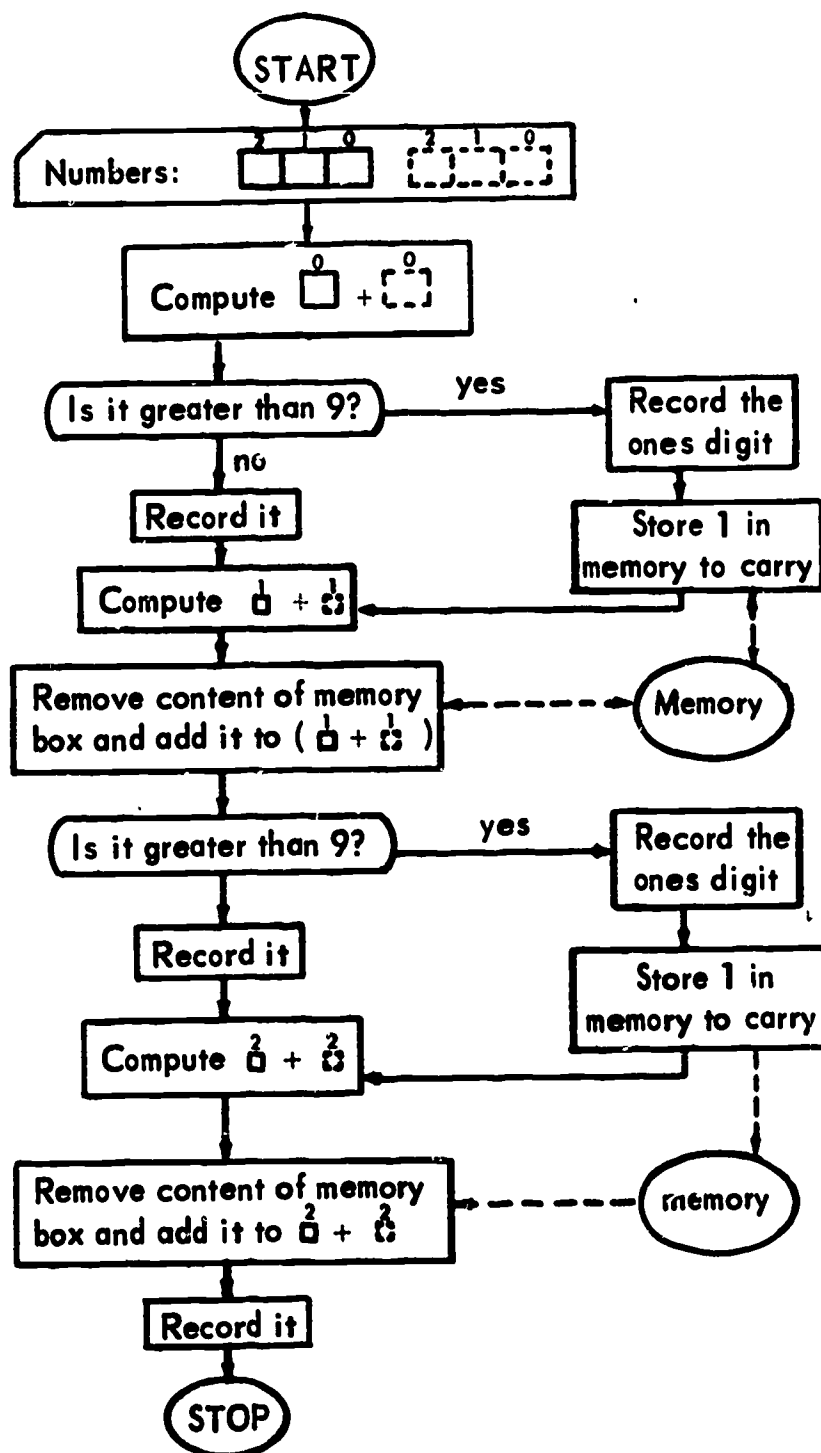 START
2 1 0 2 1 0
Numbers:
0 0
Compute +
Is it greater than 9?
yes
Record the
ones digit
no
Record it
Store 1 in
memory to carry
1 1
Compute +
Remove content of memory
1 1
box and add it to ( + )
Memory
Is it greater than 9?
yes
Record the
ones digit
Record it
Store 1 in
memory to carry
2 2
Compute +
Remove content of memory
2 2
box and add it to +
memory
Record it
STOP